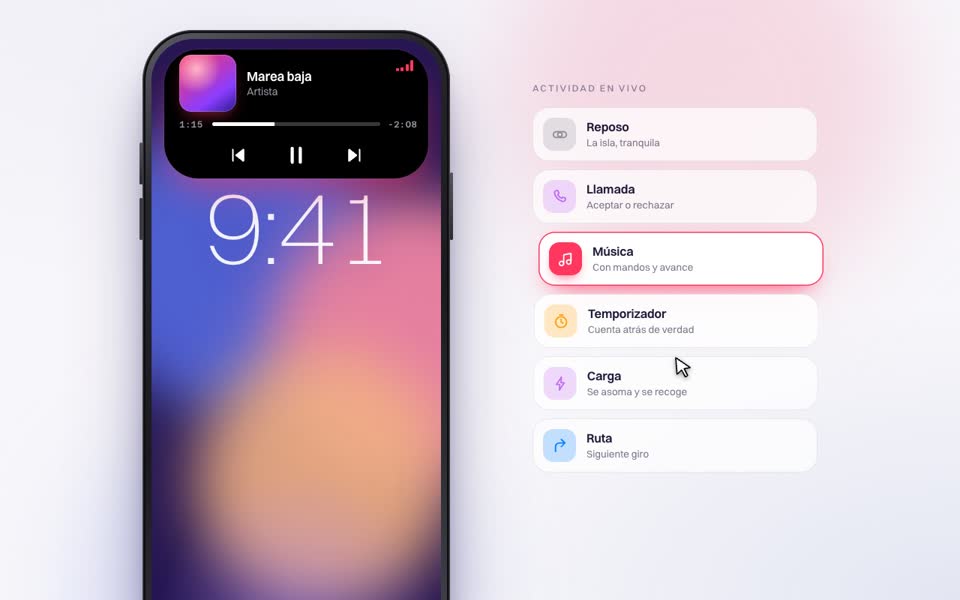 Marea baja
Artista
1:15
-2:08
9:41
ACTIVIDAD EN VIVO
Reposo
La isla, tranquila
Llamada
Aceptar o rechazar
Música
Con mandos y avance
Temporizador
Cuenta atrás de verdad
Carga
Se asoma y se recoge
Ruta
Siguiente giro